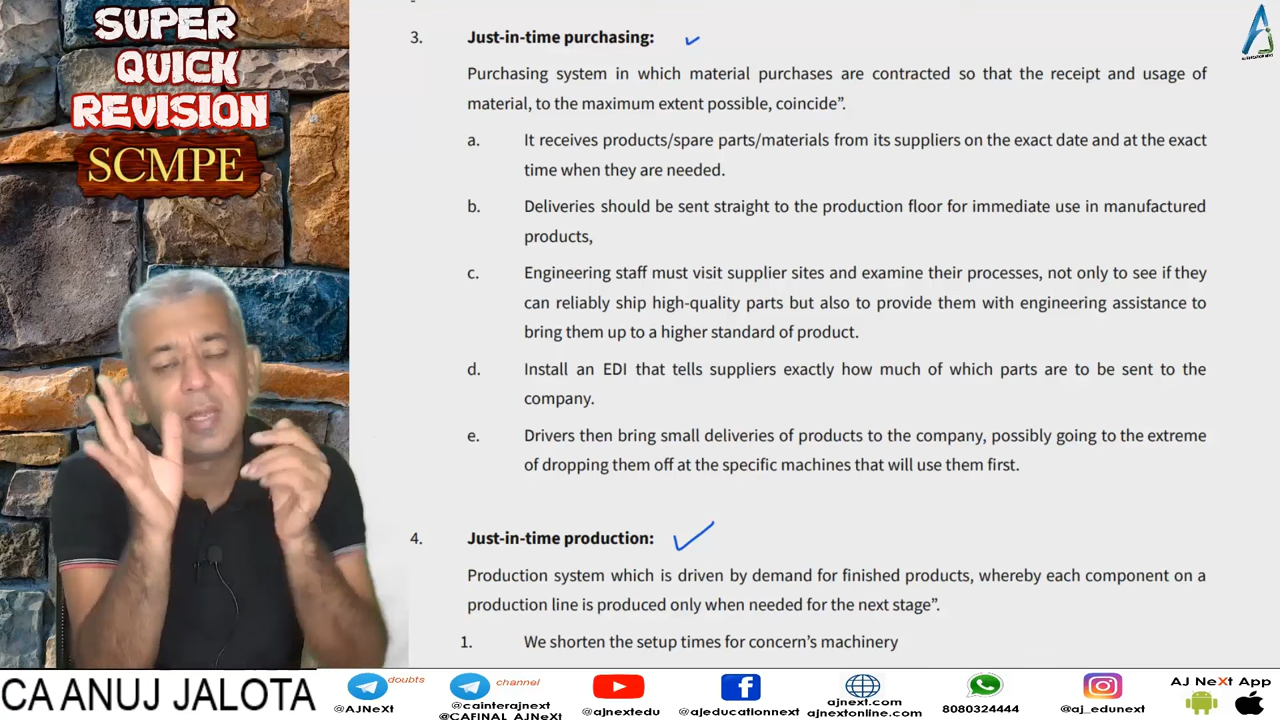 SUPER
QUICK
REVISION
SCMPE
3. Just-in-time purchasing:
Purchasing system in which material purchases are contracted so that the receipt and usage of
material, to the maximum extent possible, coincide”.
a. It receives products/spare parts/materials from its suppliers on the exact date and at the exact
time when they are needed.
b. Deliveries should be sent straight to the production floor for immediate use in manufactured
products,
c. Engineering staff must visit supplier sites and examine their processes, not only to see if they
can reliably ship high-quality parts but also to provide them with engineering assistance to
bring them up to a higher standard of product.
d. Install an EDI that tells suppliers exactly how much of which parts are to be sent to the
company.
e. Drivers then bring small deliveries of products to the company, possibly going to the extreme
of dropping them off at the specific machines that will use them first.
4. Just-in-time production:
Production system which is driven by demand for finished products, whereby each component on a
production line is produced only when needed for the next stage”.
1. We shorten the setup times for concern’s machinery
CA ANUJ JALOTA
doubts
@AJNeXt
channel
@cainterajnext
@CAFINAL_AJNeXt
@ajnextedu
@ajeducationnext
ajnext.com
ajnextonline.com
8080324444
@aj_edunext
AJ NeXt App